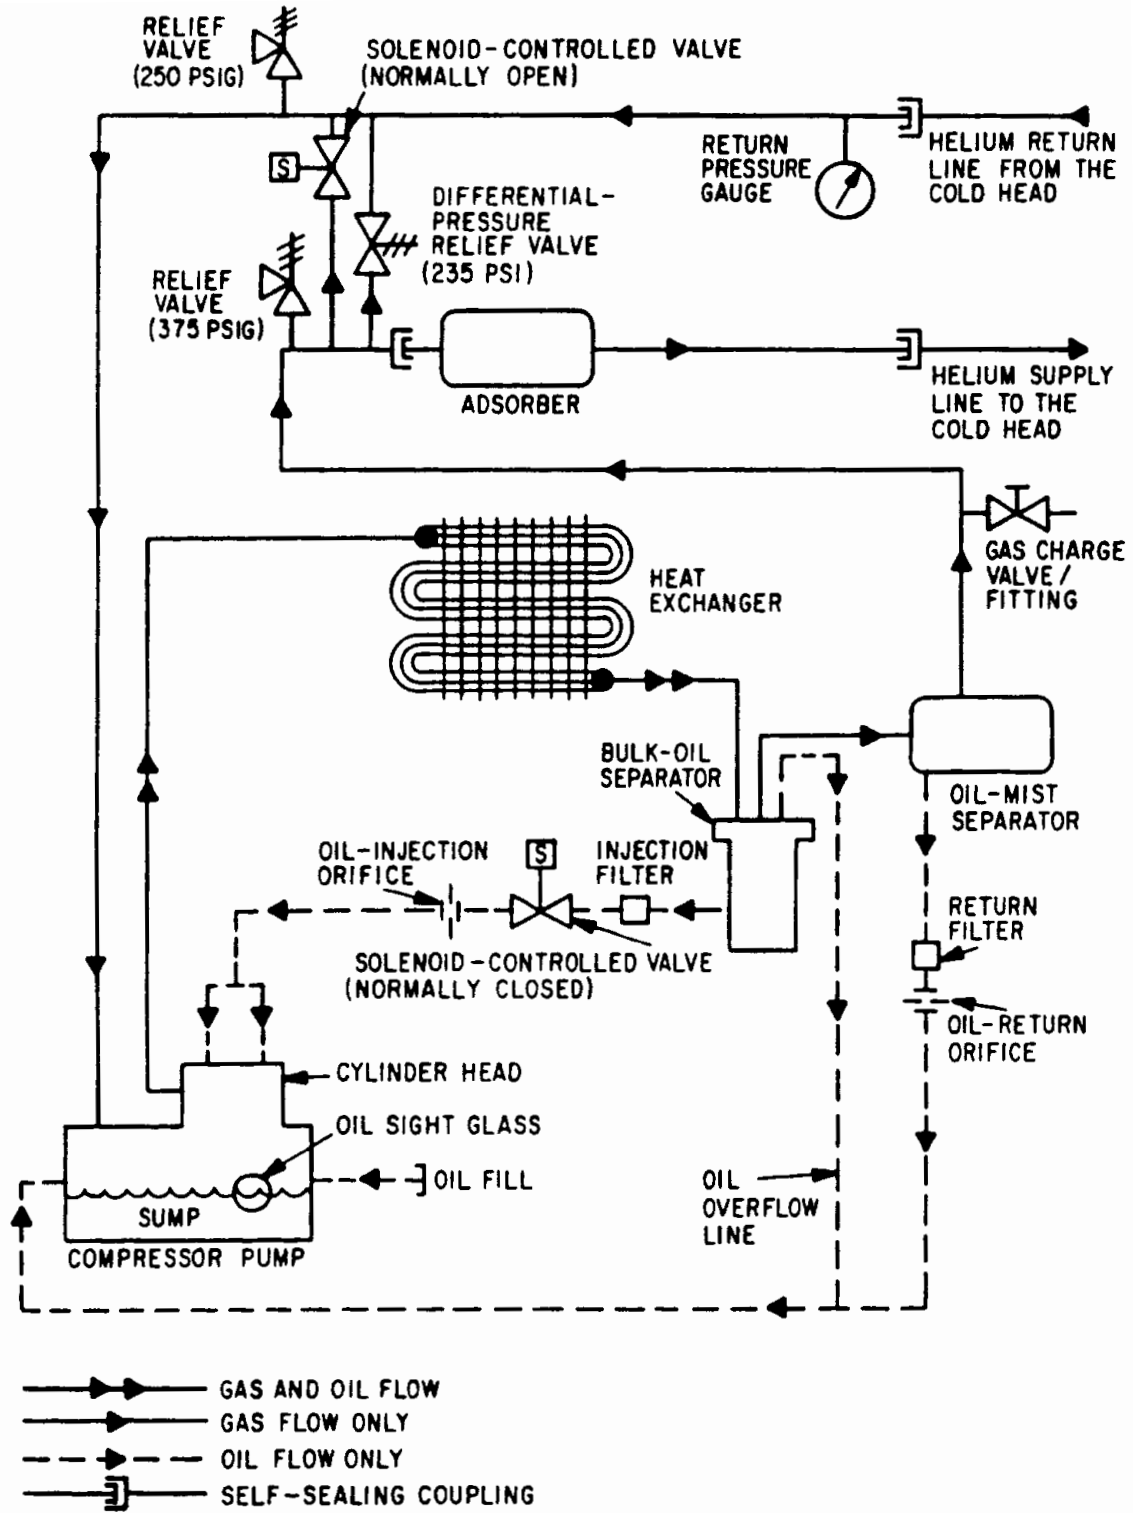 RELIEF
VALVE
(250 PSIG)
SOLENOID-CONTROLLED VALVE
(NORMALLY OPEN)
S
RETURN
PRESSURE
GAUGE
HELIUM RETURN
LINE FROM THE
COLD HEAD
DIFFERENTIAL-
PRESSURE
RELIEF VALVE
(235 PSI)
RELIEF
VALVE
(375 PSIG)
ADSORBER
HELIUM SUPPLY
LINE TO THE
COLD HEAD
GAS CHARGE
VALVE/
FITTING
HEAT
EXCHANGER
BULK-OIL
SEPARATOR
OIL-MIST
SEPARATOR
OIL-INJECTION
ORIFICE
S
INJECTION
FILTER
SOLENOID-CONTROLLED VALVE
(NORMALLY CLOSED)
RETURN
FILTER
OIL-RETURN
ORIFICE
CYLINDER HEAD
OIL SIGHT GLASS
OIL FILL
SUMP
COMPRESSOR PUMP
OIL
OVERFLOW
LINE
GAS AND OIL FLOW
GAS FLOW ONLY
OIL FLOW ONLY
SELF-SEALING COUPLING